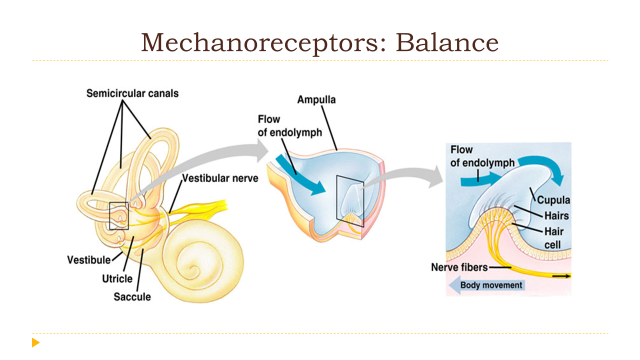 Mechanoreceptors: Balance
Semicircular canals
Vestibular nerve
Vestibule
Utricle
Saccule
Ampulla
Flow
of endolymph
Flow
of endolymph
Cupula
Hairs
Hair
cell
Nerve fibers
Body movement